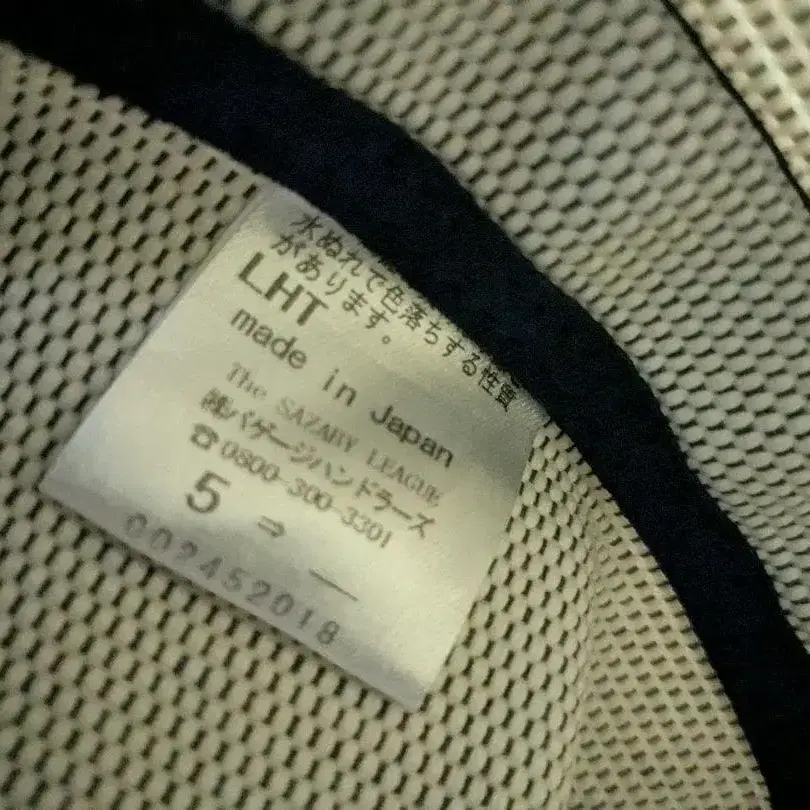 水ぬれで色落ちする性質
があります。
LHT
made in Japan
The SAZABY LEAGUE
㈱バゲージハンドラーズ
☎0800-300-3301
5 ⇒ —
002452018